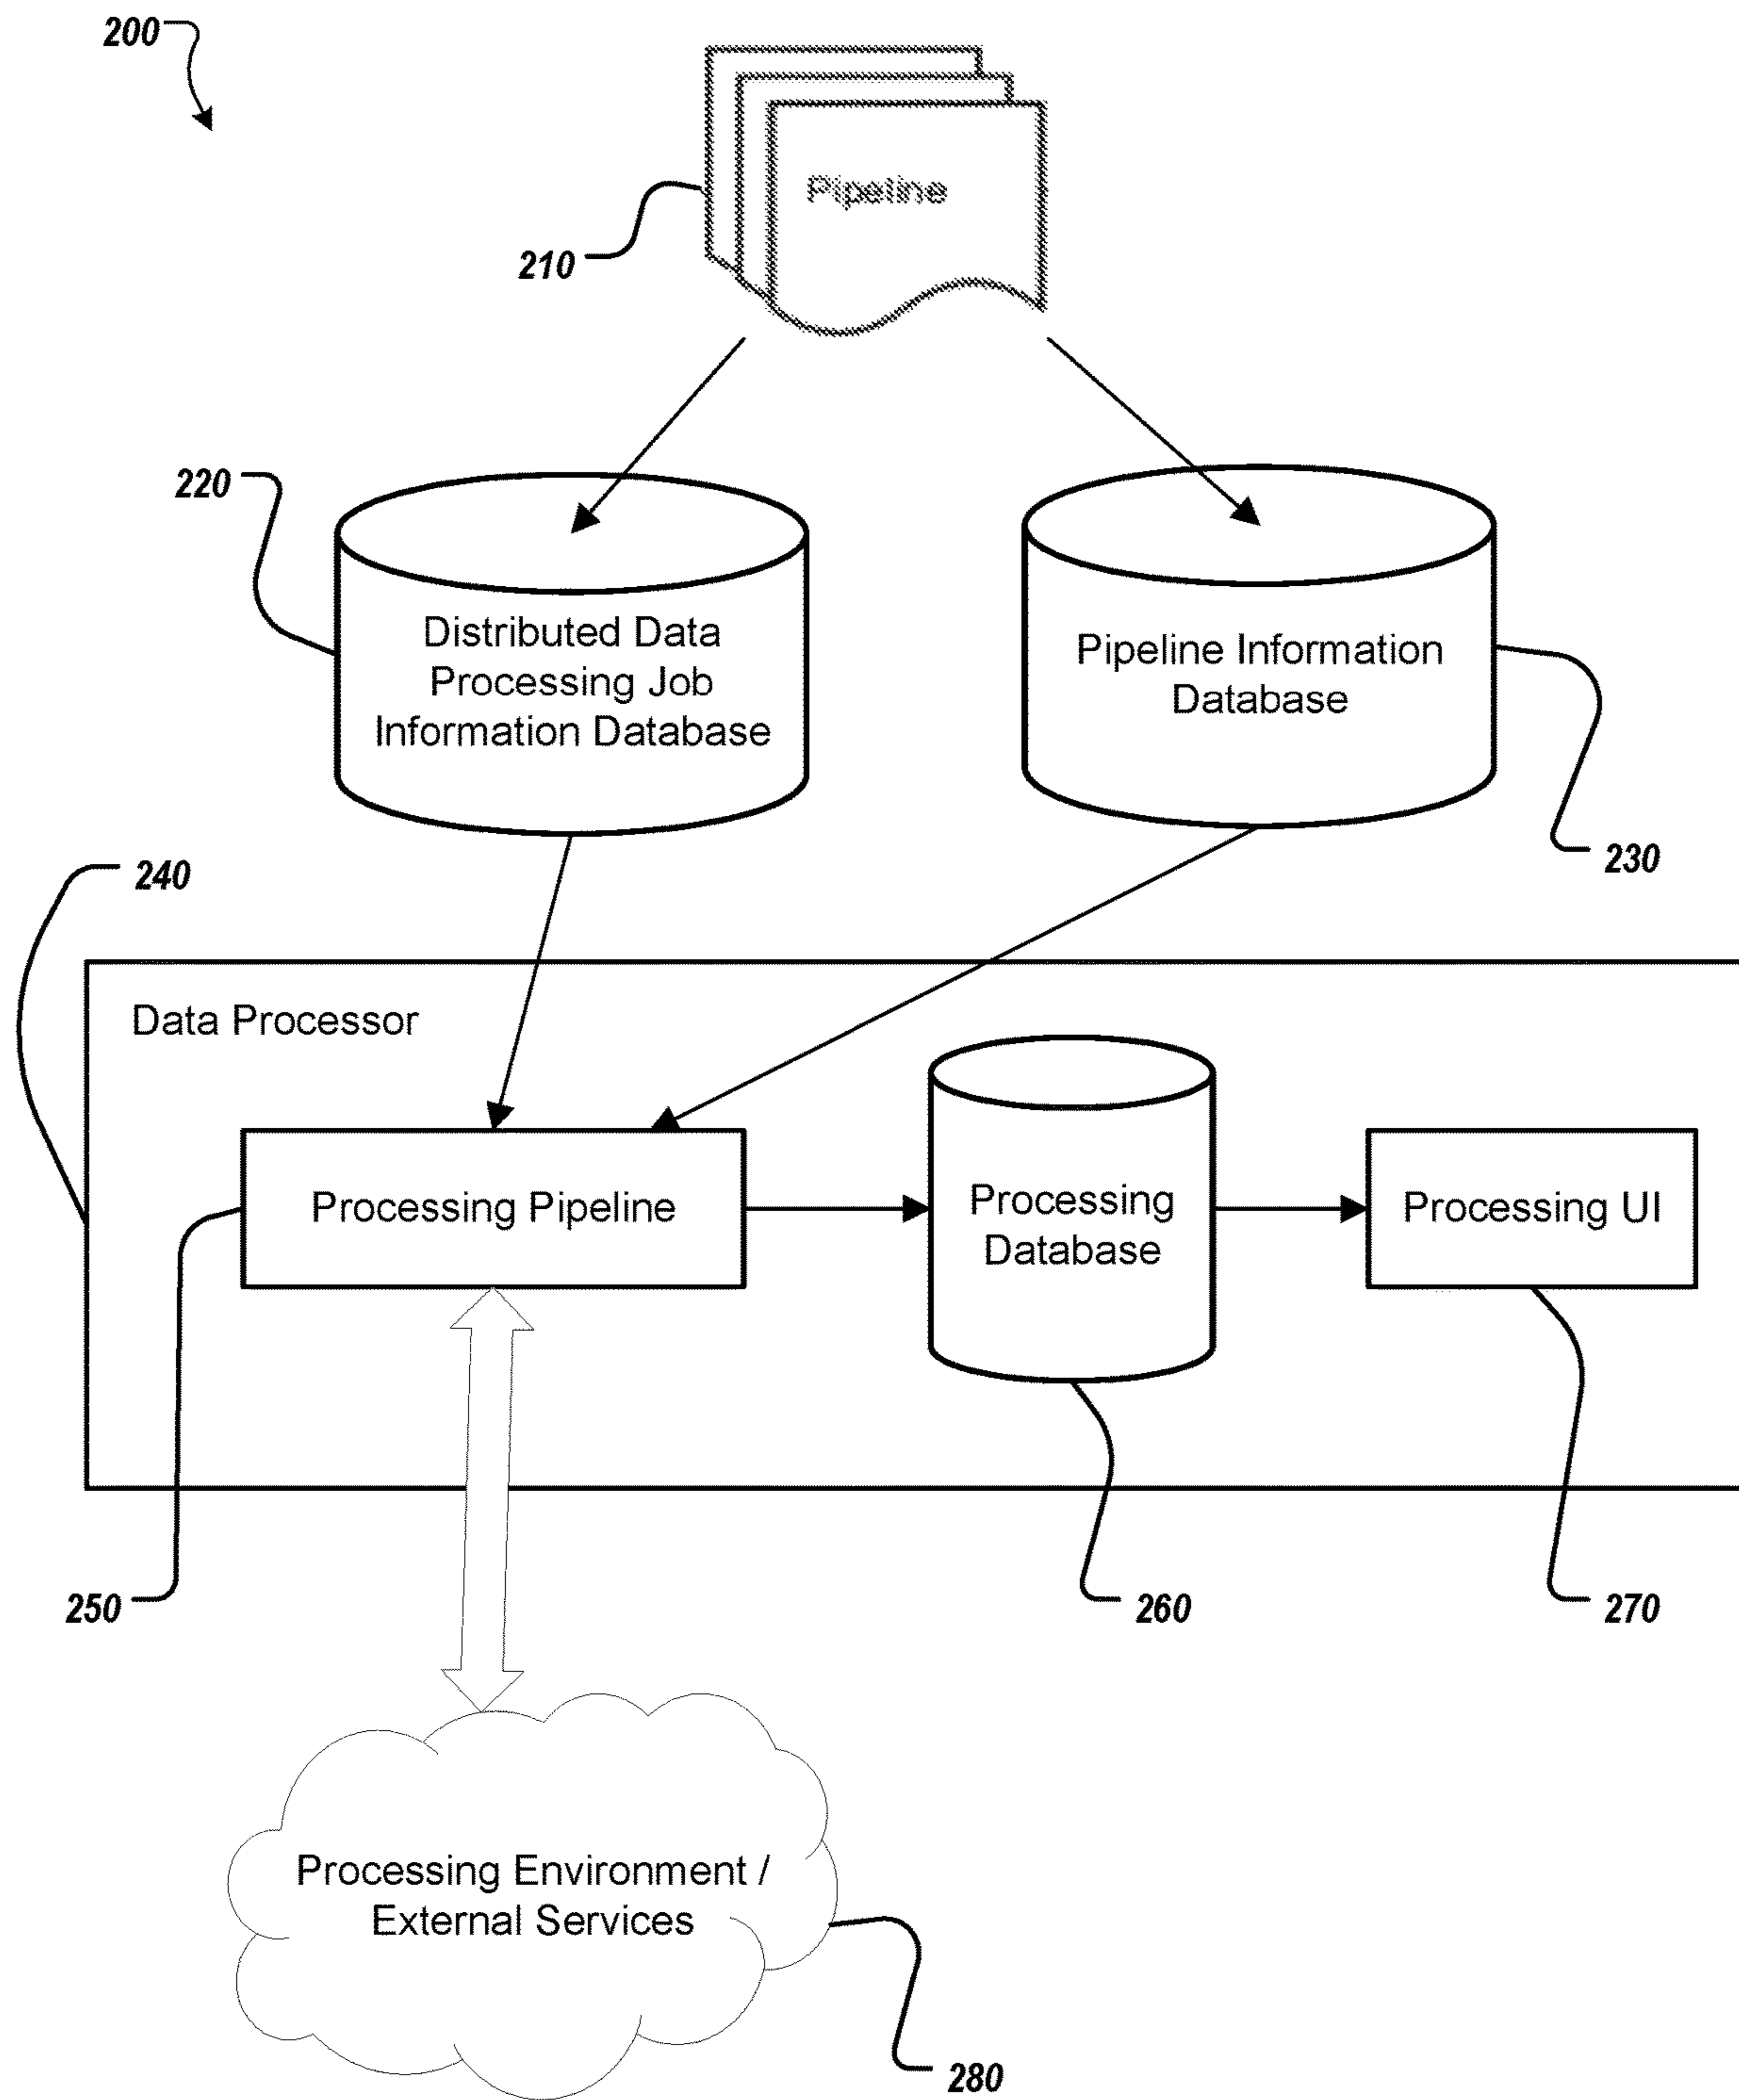 200
Pipeline
210
220
Distributed Data
Processing Job
Information Database
Pipeline Information
Database
230
240
Data Processor
Processing Pipeline
Processing
Database
Processing UI
250
260
270
Processing Environment /
External Services
280